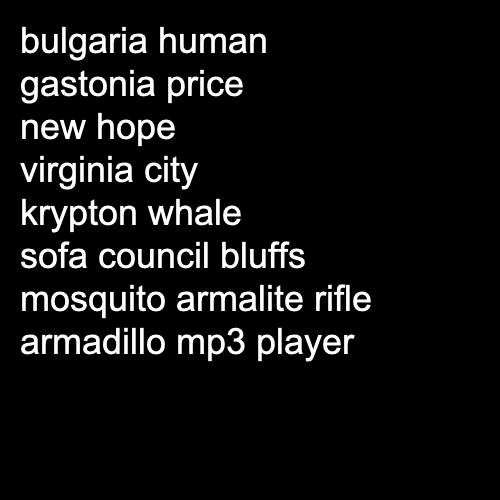 bulgaria human
gastonia price
new hope
virginia city
krypton whale
sofa council bluffs
mosquito armalite rifle
armadillo mp3 player